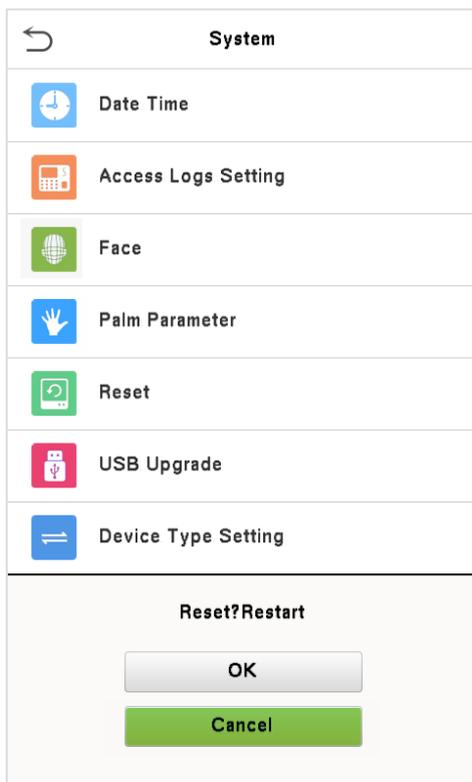 System
Date Time
Access Logs Setting
Face
Palm Parameter
Reset
USB Upgrade
Device Type Setting
Reset?Restart
OK
Cancel